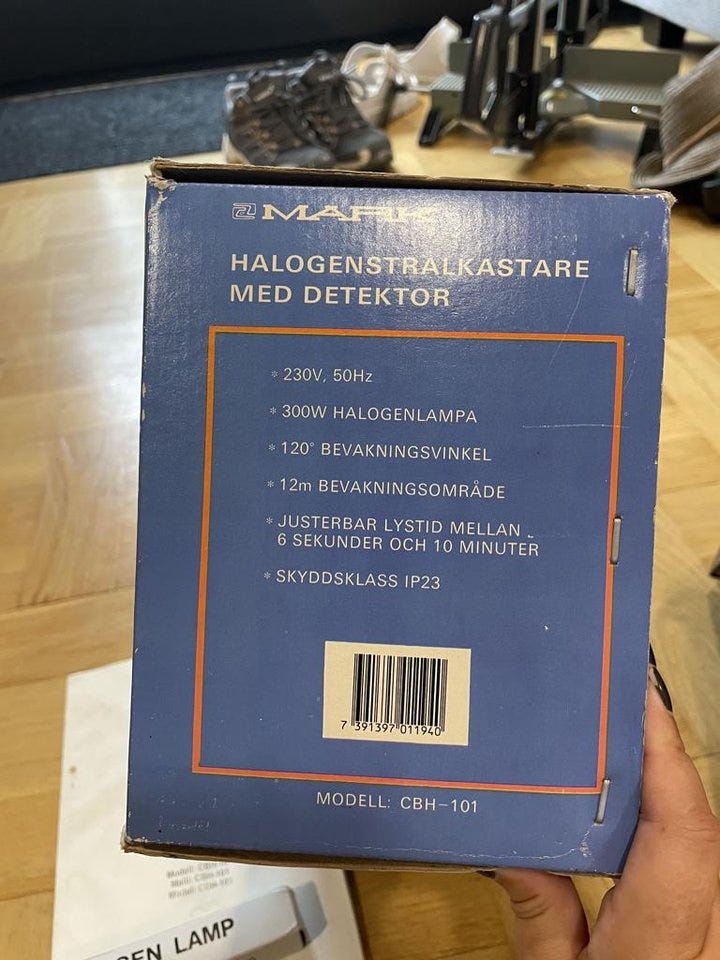 MARK
HALOGENSTRÅLKASTARE
MED DETEKTOR
* 230V, 50Hz
* 300W HALOGENLAMPA
* 120° BEVAKNINGSVINKEL
* 12m BEVAKNINGSOMRÅDE
* JUSTERBAR LYSTID MELLAN
6 SEKUNDER OCH 10 MINUTER
* SKYDDSKLASS IP23
7 391397 011940
MODELL: CBH-101
LAMP